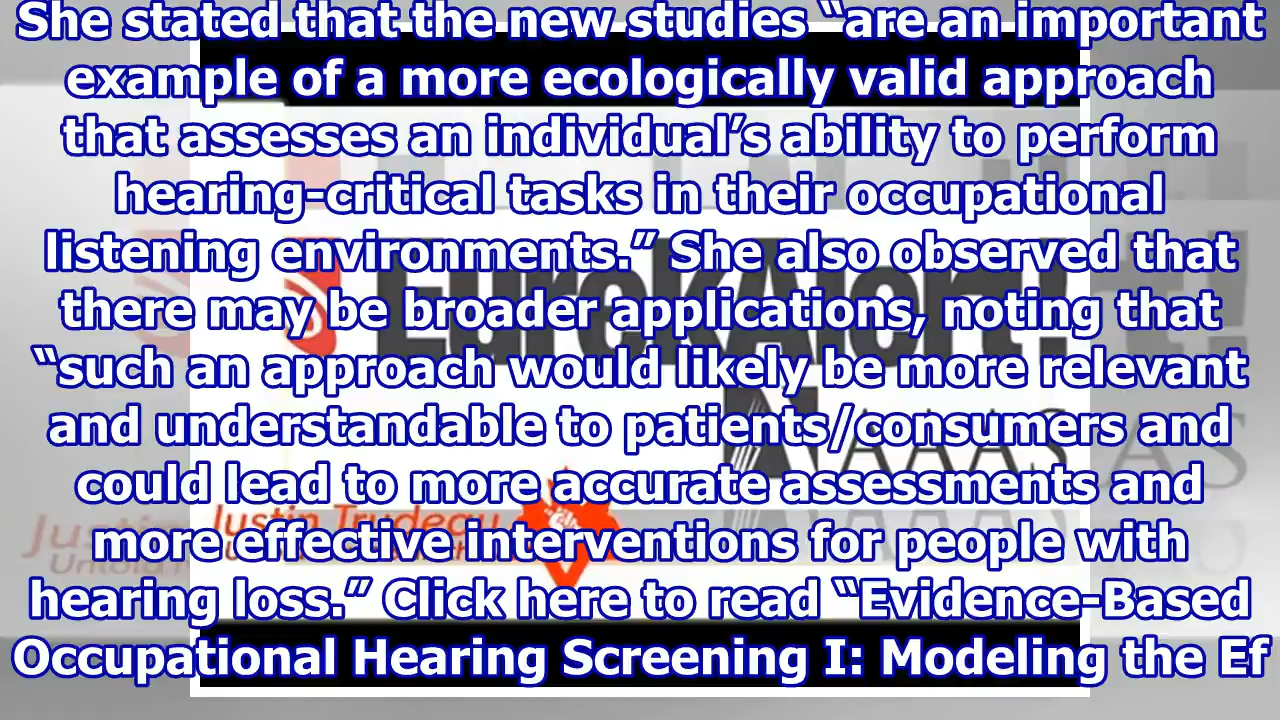 She stated that the new studies “are an important
example of a more ecologically valid approach
that assesses an individual’s ability to perform
hearing-critical tasks in their occupational
listening environments.” She also observed that
there may be broader applications, noting that
“such an approach would likely be more relevant
and understandable to patients/consumers and
could lead to more accurate assessments and
more effective interventions for people with
hearing loss.” Click here to read “Evidence-Based
Occupational Hearing Screening I: Modeling the Ef
EurekAlert!
AAAS
Justin Trudeau